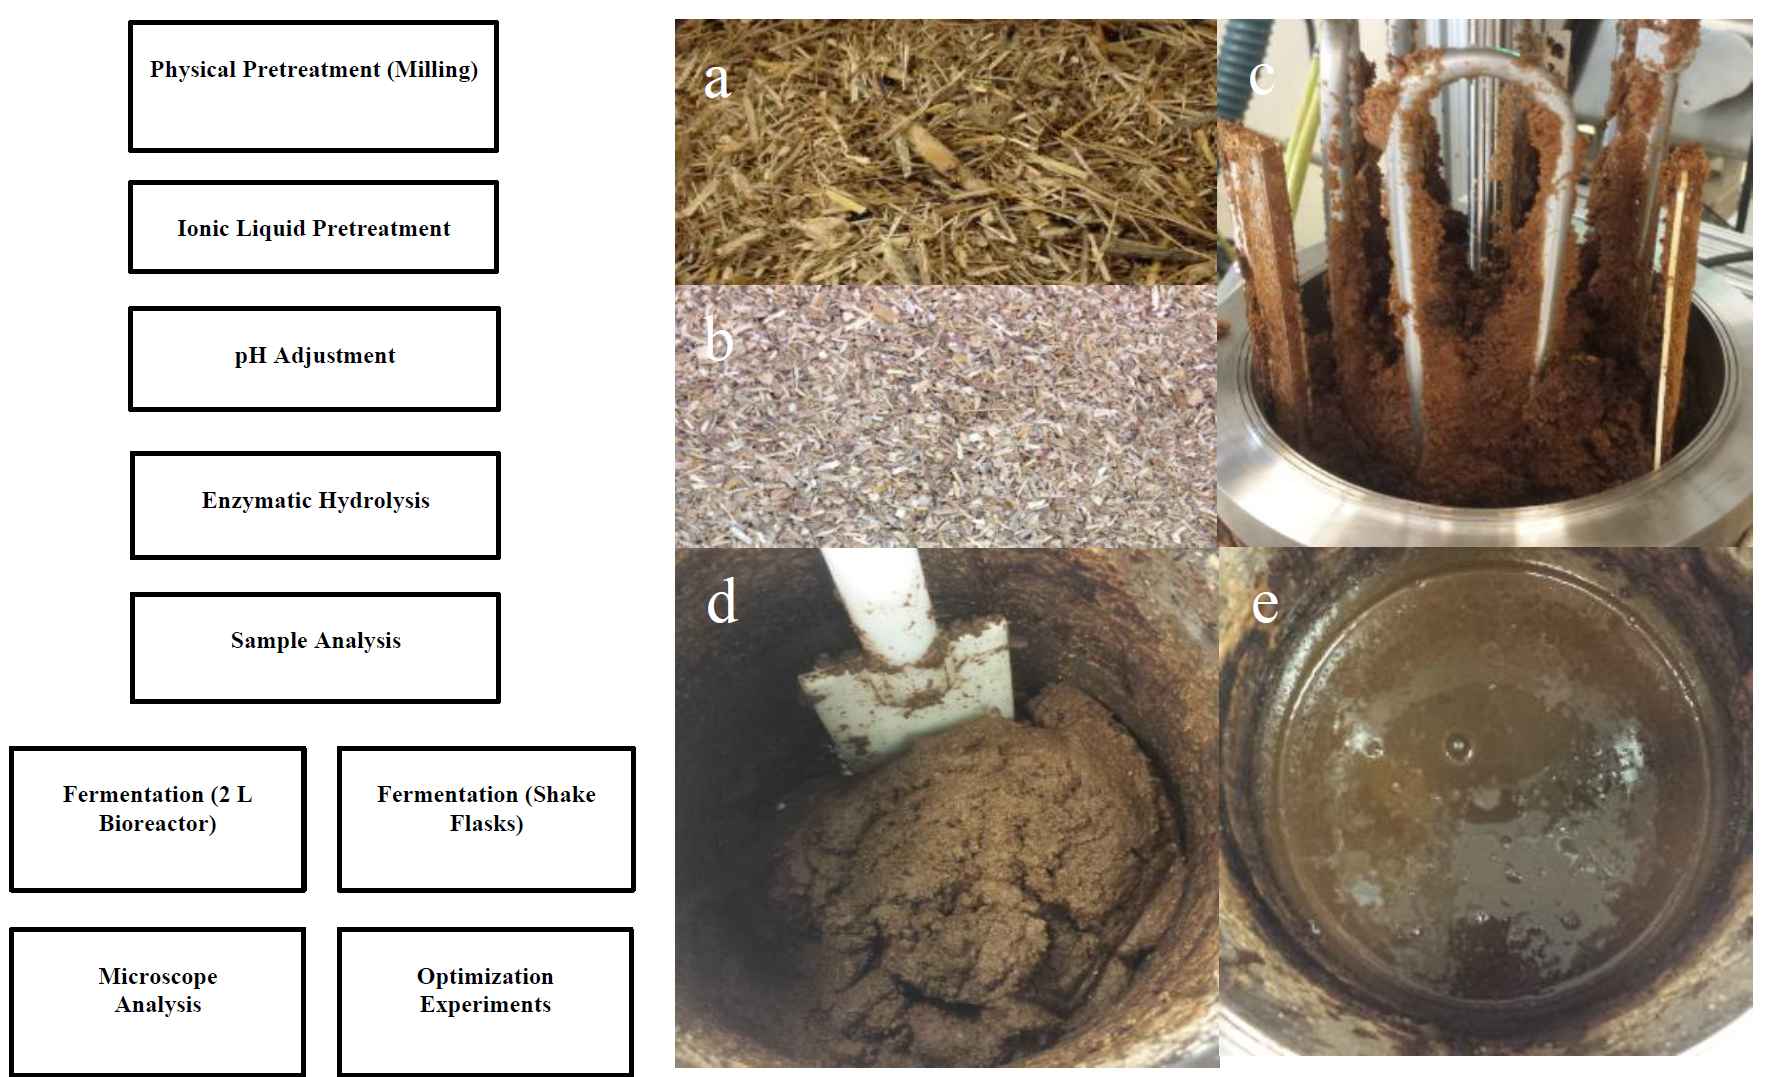 Physical Pretreatment (Milling)
Ionic Liquid Pretreatment
pH Adjustment
Enzymatic Hydrolysis
Sample Analysis
Fermentation (2 L
Bioreactor)
Fermentation (Shake
Flasks)
Microscope
Analysis
Optimization
Experiments
a
b
c
d
e